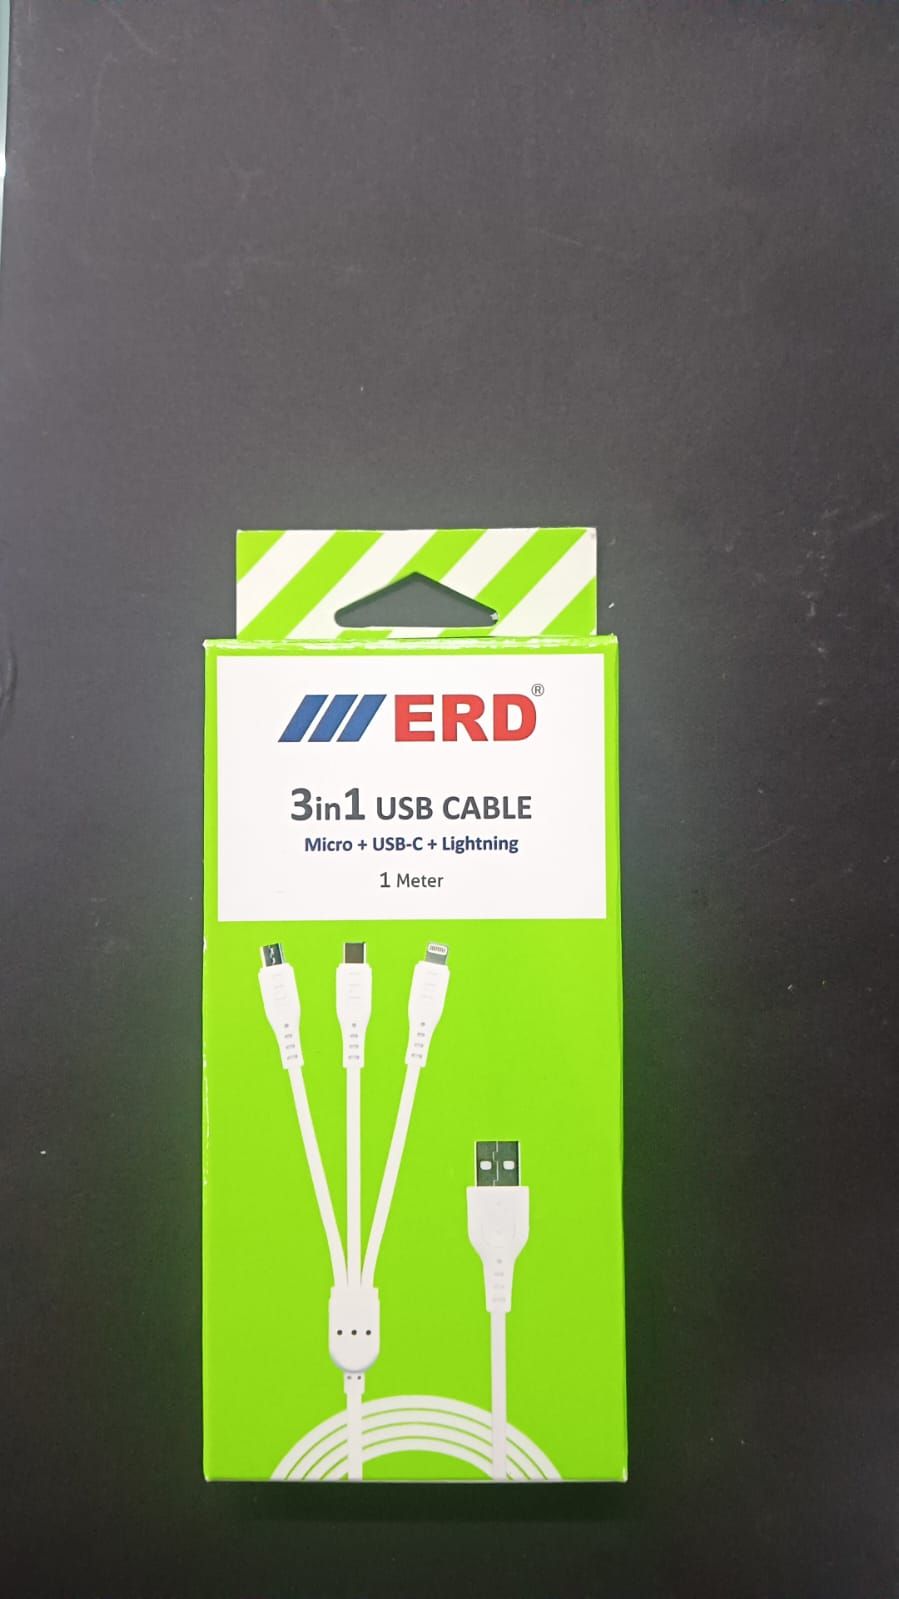 ERD®
3in1 USB CABLE
Micro + USB-C + Lightning
1 Meter